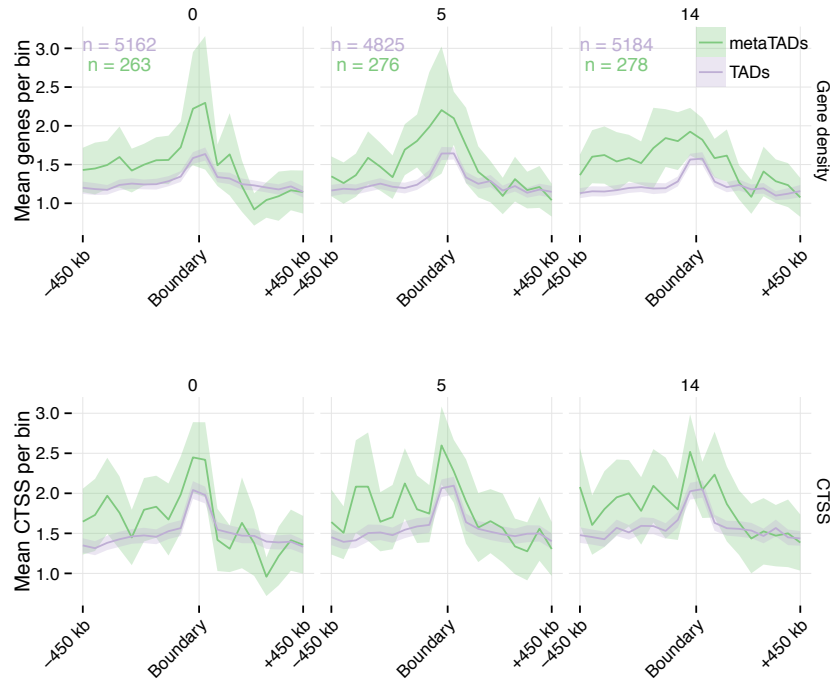 0 5 14
Mean genes per bin
3.0
2.5
2.0
1.5
1.0
n = 5162
n = 263
n = 4825
n = 276
n = 5184
n = 278
metaTADs
TADs
Gene density
−450 kb Boundary +450 kb −450 kb Boundary +450 kb −450 kb Boundary +450 kb
0 5 14
Mean CTSS per bin
3.0
2.5
2.0
1.5
1.0
CTSS
−450 kb Boundary +450 kb −450 kb Boundary +450 kb −450 kb Boundary +450 kb